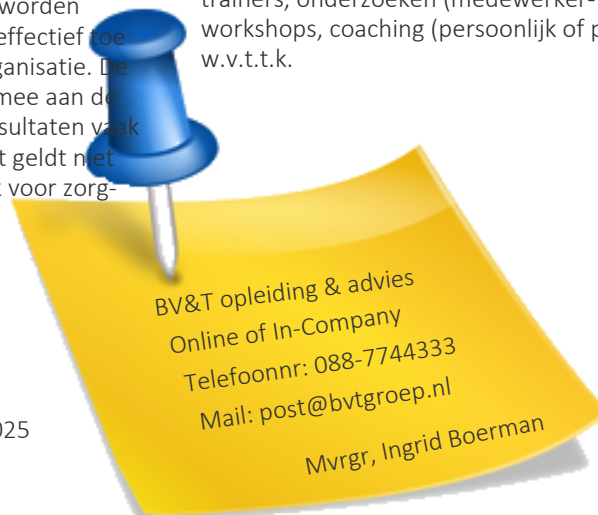 worden
effectief toe
ganisatie. De
mee aan de
sultaten vaak
t geldt niet
voor zorg-
trainers, onderzoeken (medewerker-
workshops, coaching (persoonlijk of p
w.v.t.t.k.
BV&T opleiding & advies
Online of In-Company
Telefoonnr: 088-7744333
Mail: post@bvtgroep.nl
Mvrgr, Ingrid Boerman
025